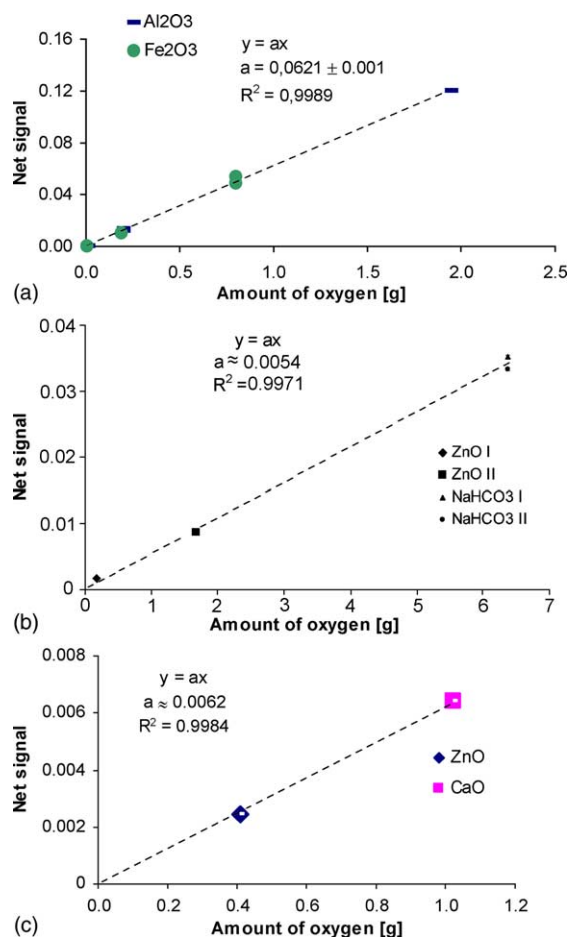 Al2O3
Fe2O3
y = ax
a = 0,0621 ± 0.001
R² = 0,9989
0.16
0.12
0.08
0.04
0.00
Net signal
0.0 0.5 1.0 1.5 2.0 2.5
(a) Amount of oxygen [g]
y = ax
a ≈ 0.0054
R² = 0.9971
0.04
0.03
0.02
0.01
0
Net signal
ZnO I
ZnO II
NaHCO3 I
NaHCO3 II
0 1 2 3 4 5 6 7
(b) Amount of oxygen [g]
y = ax
a ≈ 0.0062
R² = 0.9984
0.008
0.006
0.004
0.002
0
Net signal
ZnO
CaO
0.0 0.2 0.4 0.6 0.8 1.0 1.2
(c) Amount of oxygen [g]